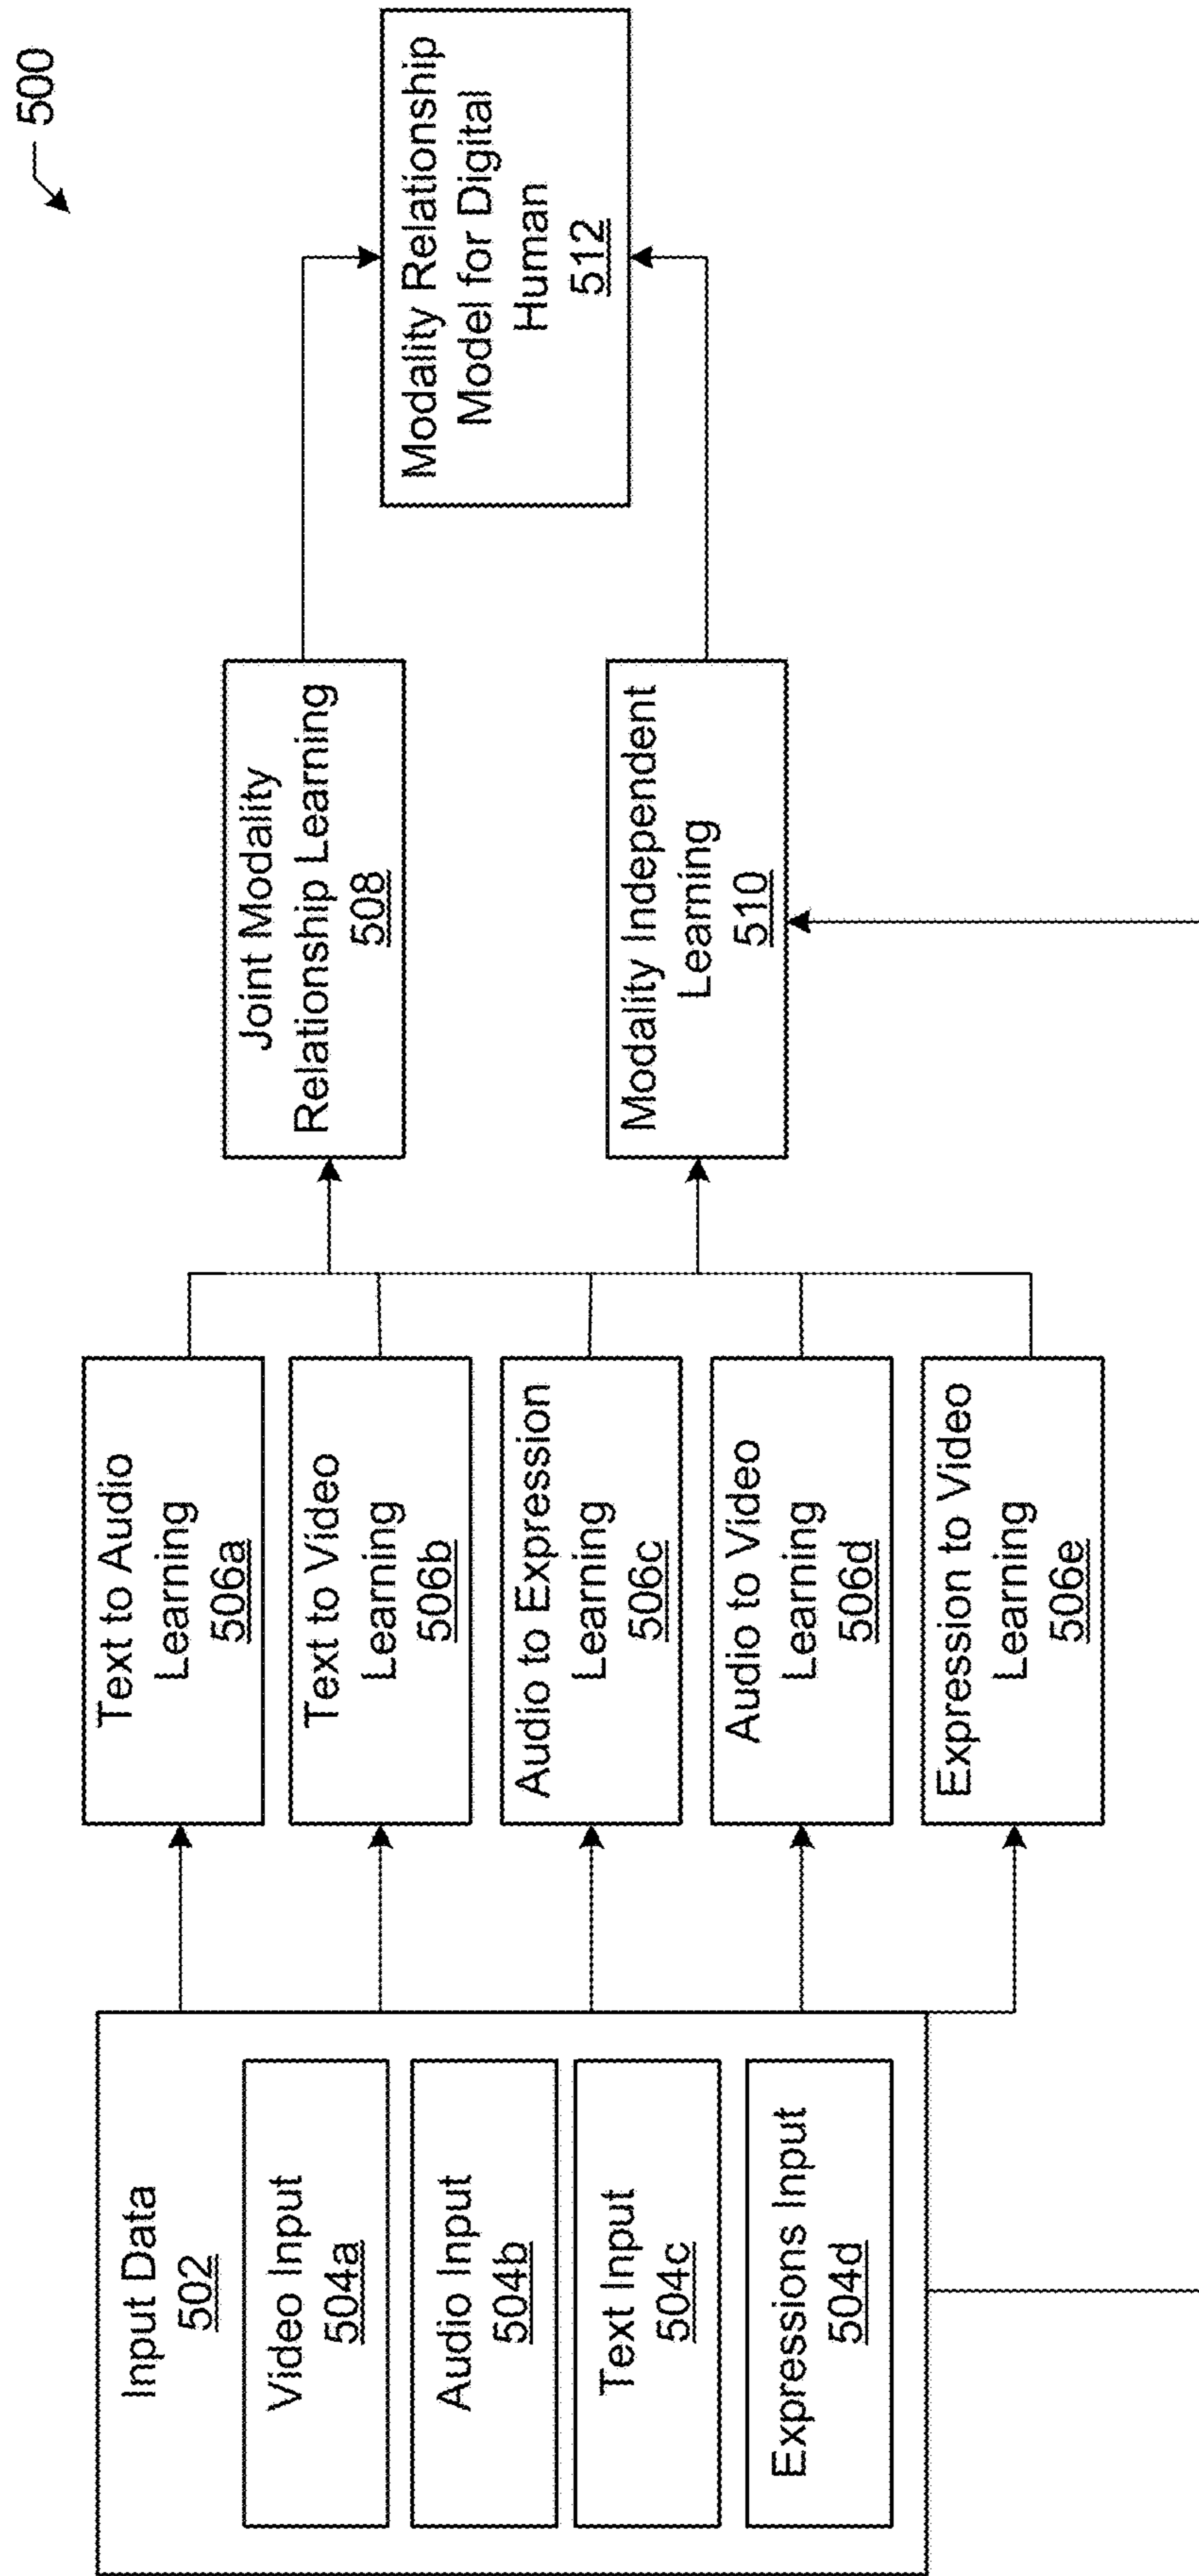 500
Input Data
502
Video Input
504a
Audio Input
504b
Text Input
504c
Expressions Input
504d
Text to Audio
Learning
506a
Text to Video
Learning
506b
Audio to Expression
Learning
506c
Audio to Video
Learning
506d
Expression to Video
Learning
506e
Joint Modality
Relationship Learning
508
Modality Independent
Learning
510
Modality Relationship
Model for Digital
Human
512